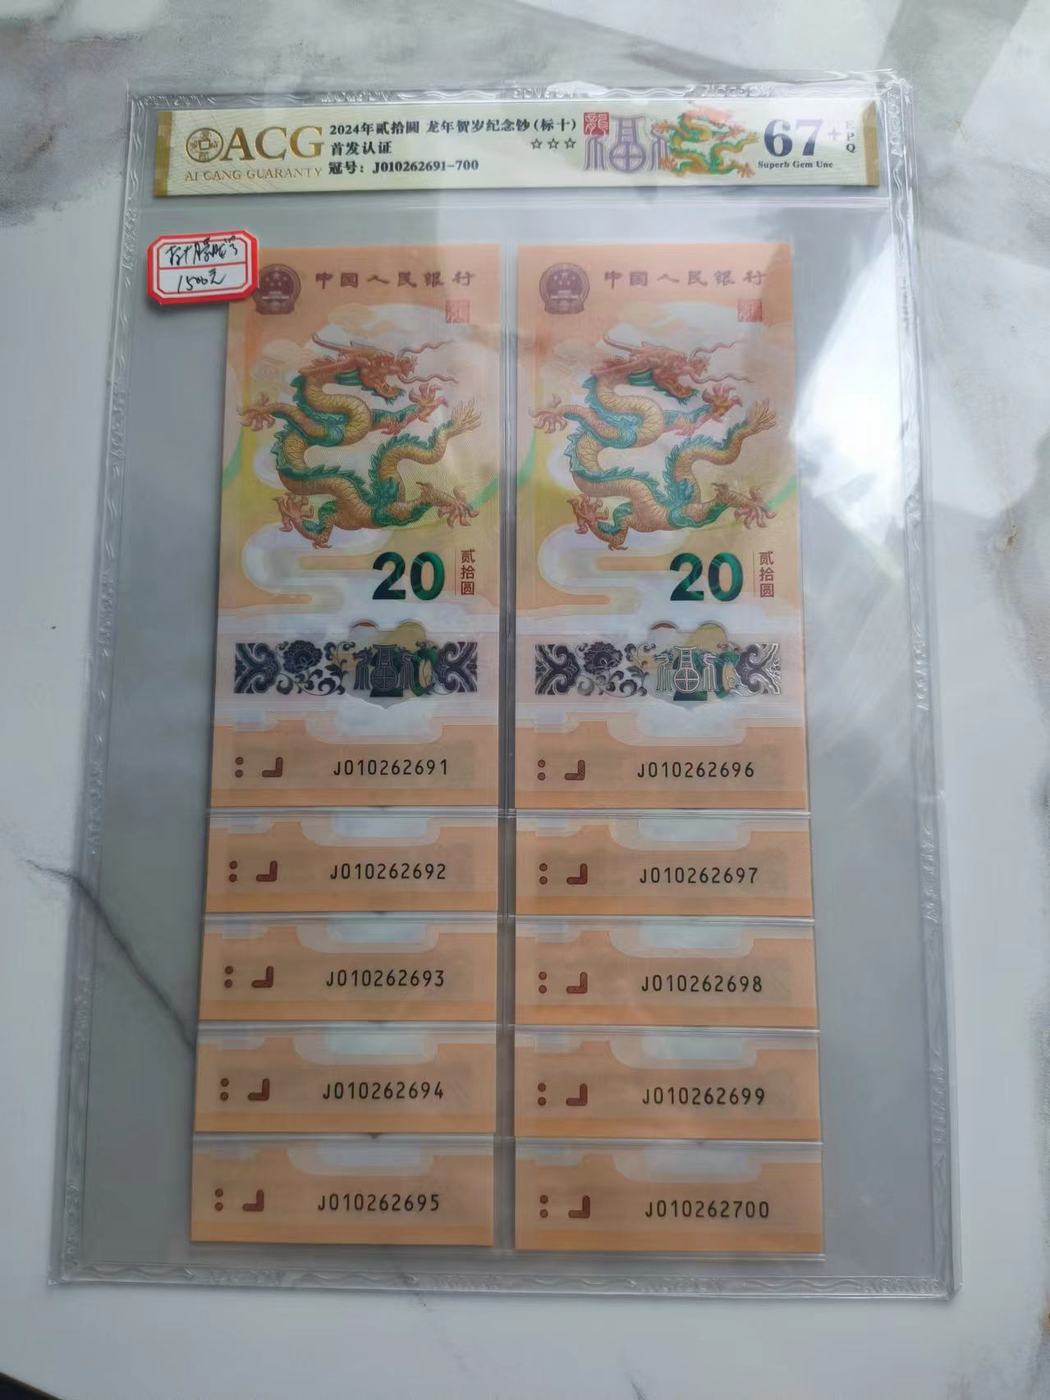 ACG
AI CANG GUARANTY
2024年贰拾圆 龙年贺岁纪念钞(标十)
首发认证 ☆☆☆
冠号：J010262691-700
67+
EPQ
Superb Gem Unc
1500元
中国人民银行
20
贰拾圆
J010262691
J010262692
J010262693
J010262694
J010262695
中国人民银行
20
贰拾圆
J010262696
J010262697
J010262698
J010262699
J010262700